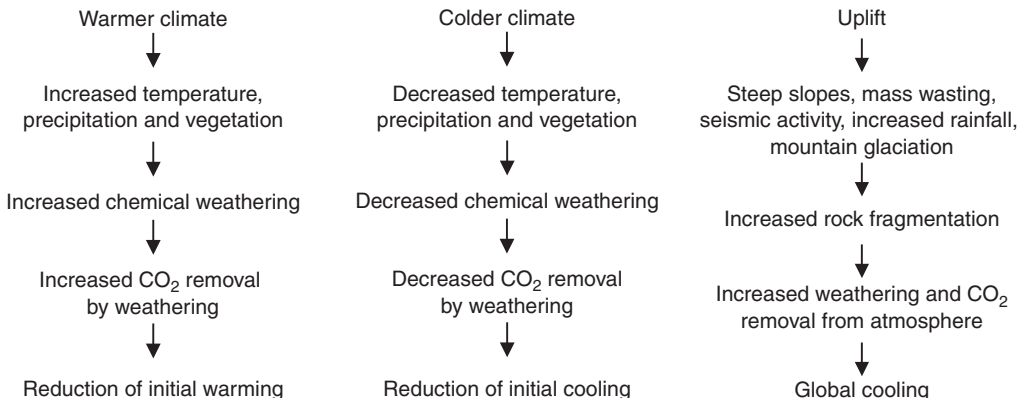 Warmer climate
Increased temperature,
precipitation and vegetation
Increased chemical weathering
Increased CO₂ removal
by weathering
Reduction of initial warming
Colder climate
Decreased temperature,
precipitation and vegetation
Decreased chemical weathering
Decreased CO₂ removal
by weathering
Reduction of initial cooling
Uplift
Steep slopes, mass wasting,
seismic activity, increased rainfall,
mountain glaciation
Increased rock fragmentation
Increased weathering and CO₂
removal from atmosphere
Global cooling